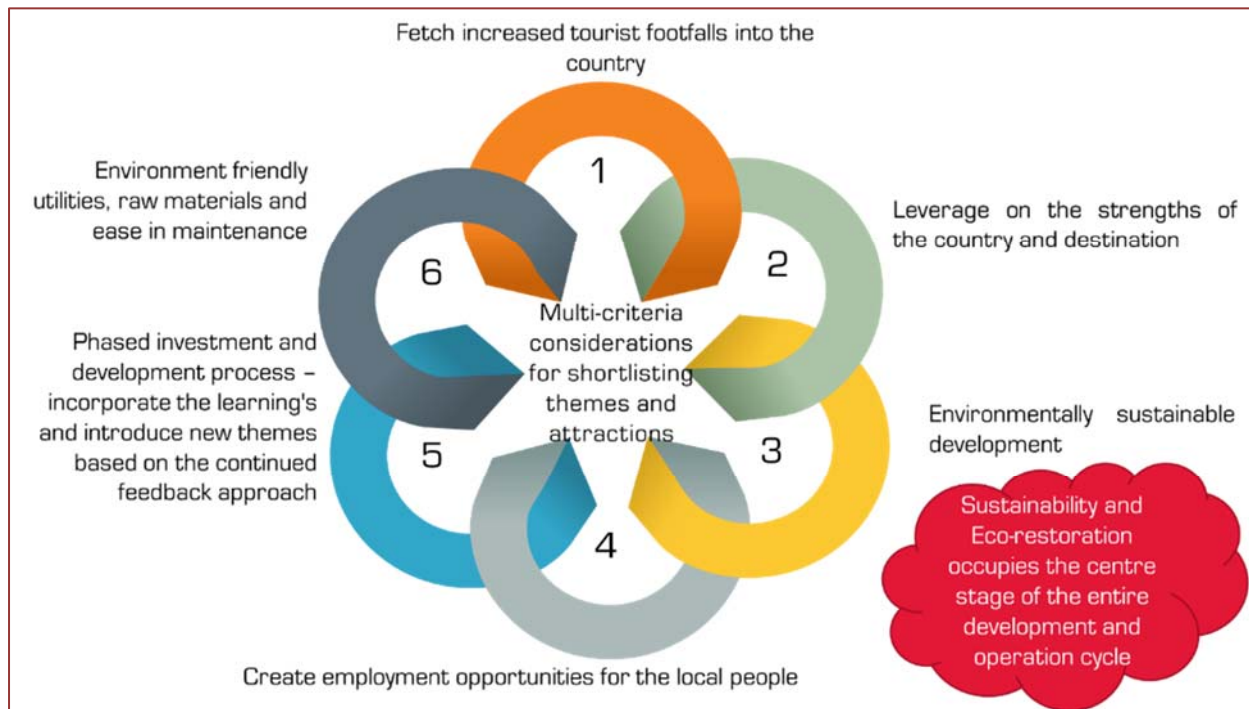 Fetch increased tourist footfalls into the
country
1
Environment friendly
utilities, raw materials and
ease in maintenance
Leverage on the strengths of
the country and destination
2
6
Multi-criteria
considerations
for shortlisting
themes and
attractions
Phased investment and
development process –
incorporate the learning's
and introduce new themes
based on the continued
feedback approach
5
3
Environmentally sustainable
development
Sustainability and
Eco-restoration
occupies the centre
stage of the entire
development and
operation cycle
4
Create employment opportunities for the local people